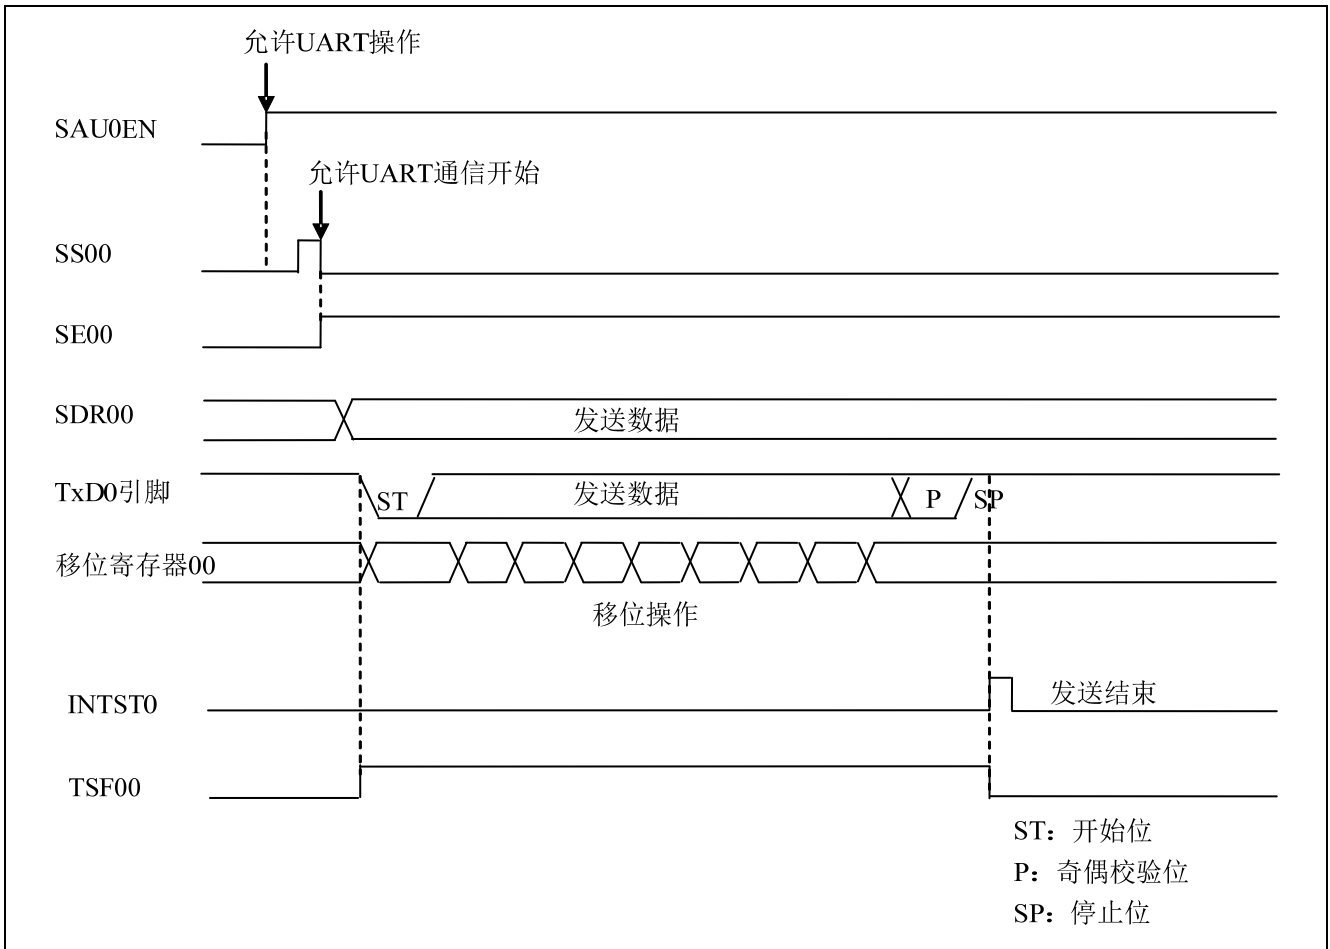 允许UART操作
SAU0EN
允许UART通信开始
SS00
SE00
SDR00
发送数据
TxD0引脚
ST
发送数据
P
SP
移位寄存器00
移位操作
INTST0
发送结束
TSF00
ST：开始位
P：奇偶校验位
SP：停止位